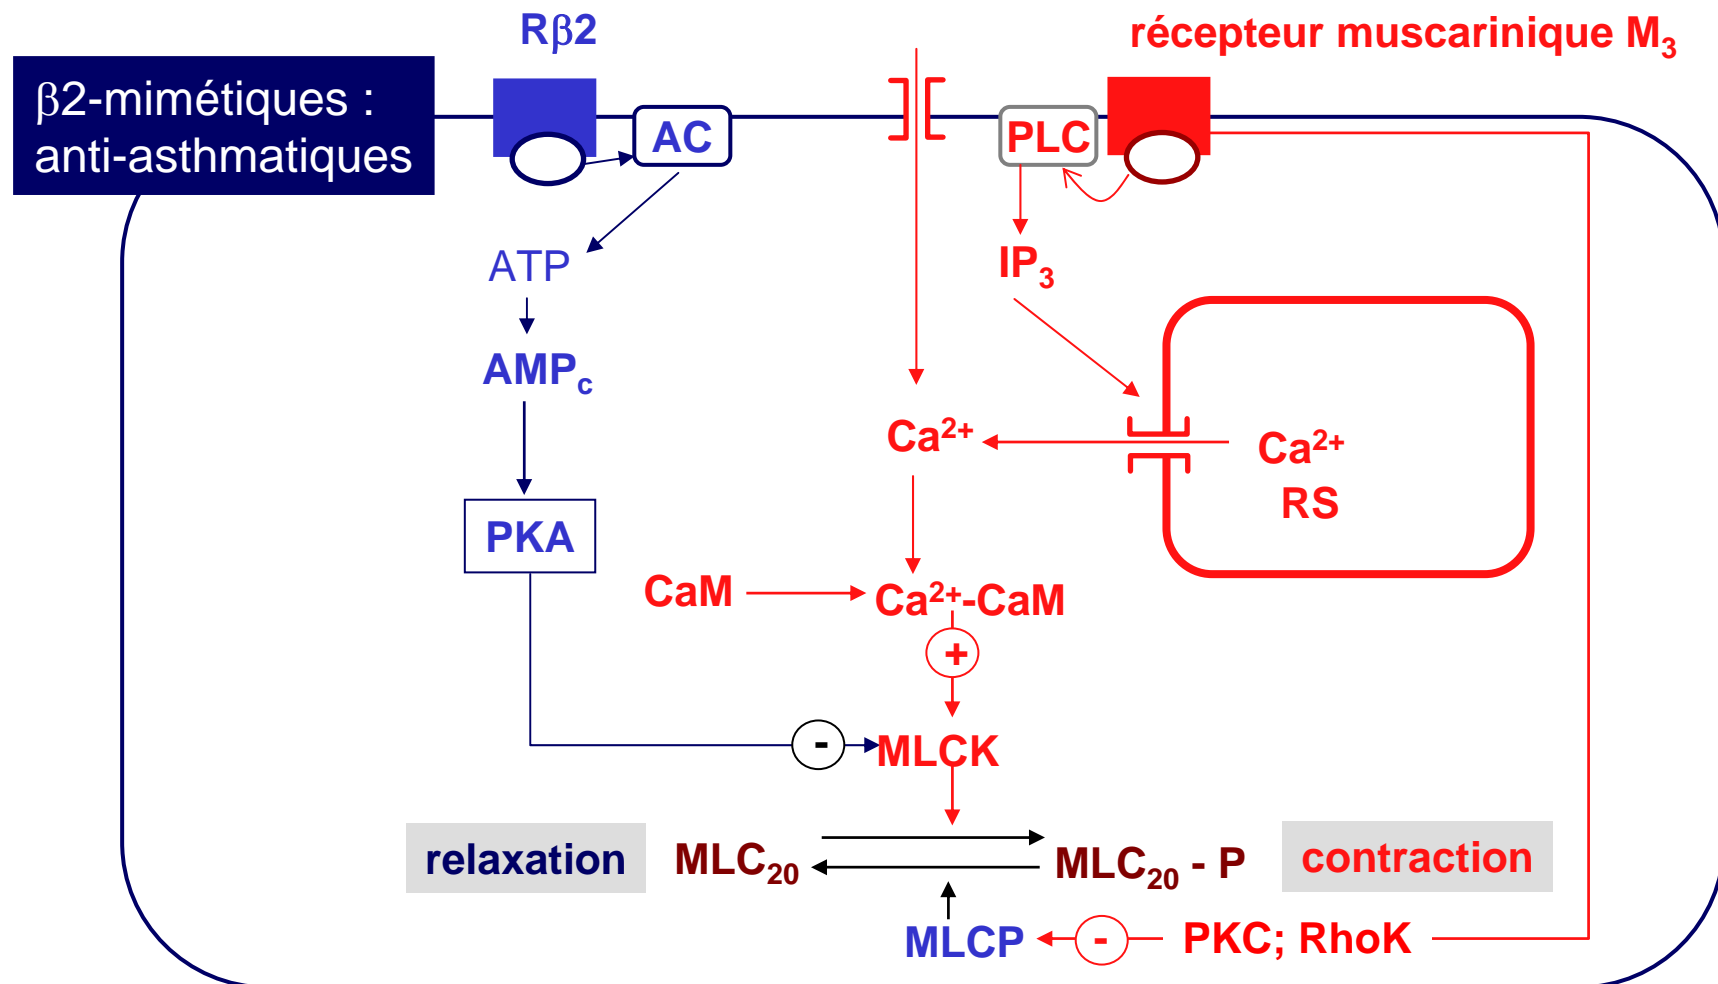 Rβ2
récepteur muscarinique M₃
β2-mimétiques :
anti-asthmatiques
AC
PLC
ATP
IP₃
AMPc
Ca²⁺
Ca²⁺
RS
PKA
CaM
Ca²⁺-CaM
+
-
MLCK
relaxation
MLC₂₀
MLC₂₀ - P
contraction
MLCP
-
PKC; RhoK